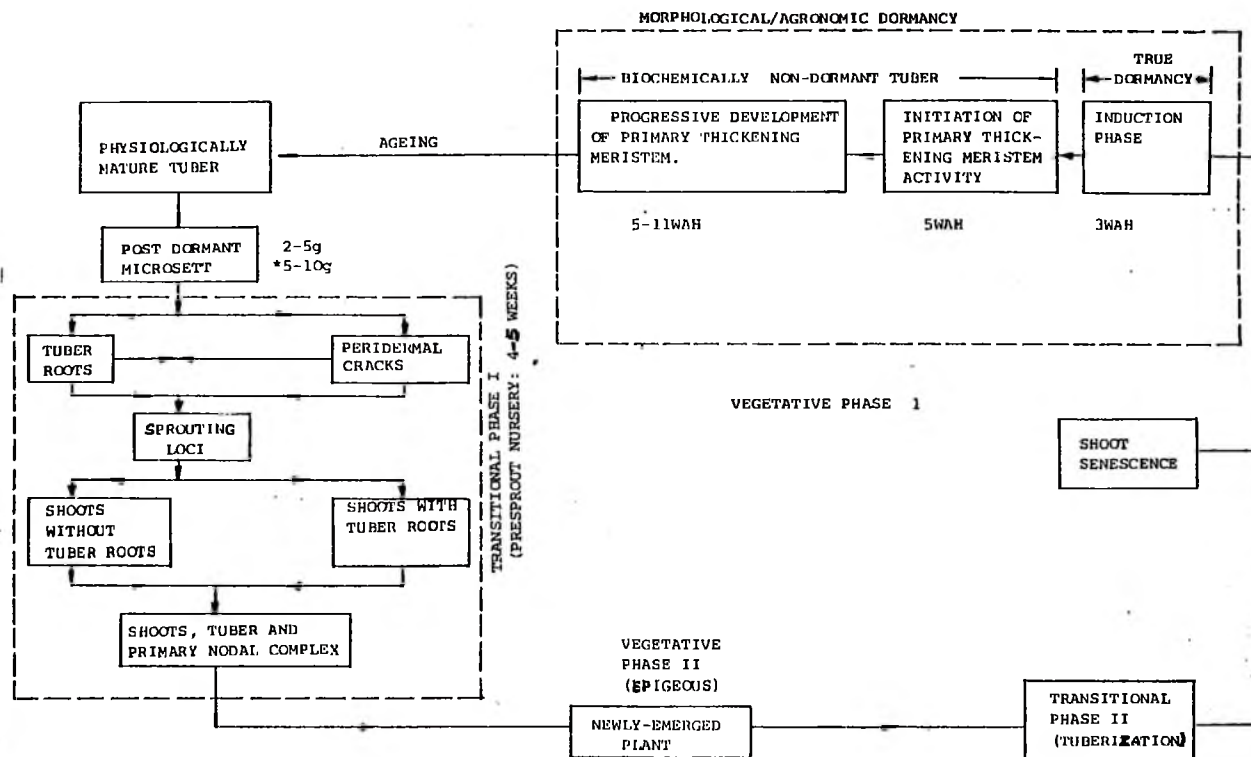 MORPHOLOGICAL/AGRONOMIC DORMANCY
BIOCHEMICALLY NON-DORMANT TUBER
TRUE
DORMANCY
PROGRESSIVE DEVELOPMENT
OF PRIMARY THICKENING
MERISTEM.
INITIATION OF
PRIMARY THICK-
ENING MERISTEM
ACTIVITY
INDUCTION
PHASE
5-11WAH
5WAH
3WAH
AGEING
PHYSIOLOGICALLY
MATURE TUBER
POST DORMANT
MICROSETT
2-5g
*5-10g
TUBER
ROOTS
PERIDERMAL
CRACKS
SPROUTING
LOCI
SHOOTS
WITHOUT
TUBER ROOTS
SHOOTS WITH
TUBER ROOTS
SHOOTS, TUBER AND
PRIMARY NODAL COMPLEX
TRANSITIONAL PHASE I
(PRESPROUT NURSERY: 4-5 WEEKS)
VEGETATIVE PHASE 1
SHOOT
SENESCENCE
VEGETATIVE
PHASE II
(EPIGEOUS)
NEWLY-EMERGED
PLANT
TRANSITIONAL
PHASE II
(TUBERIZATION)